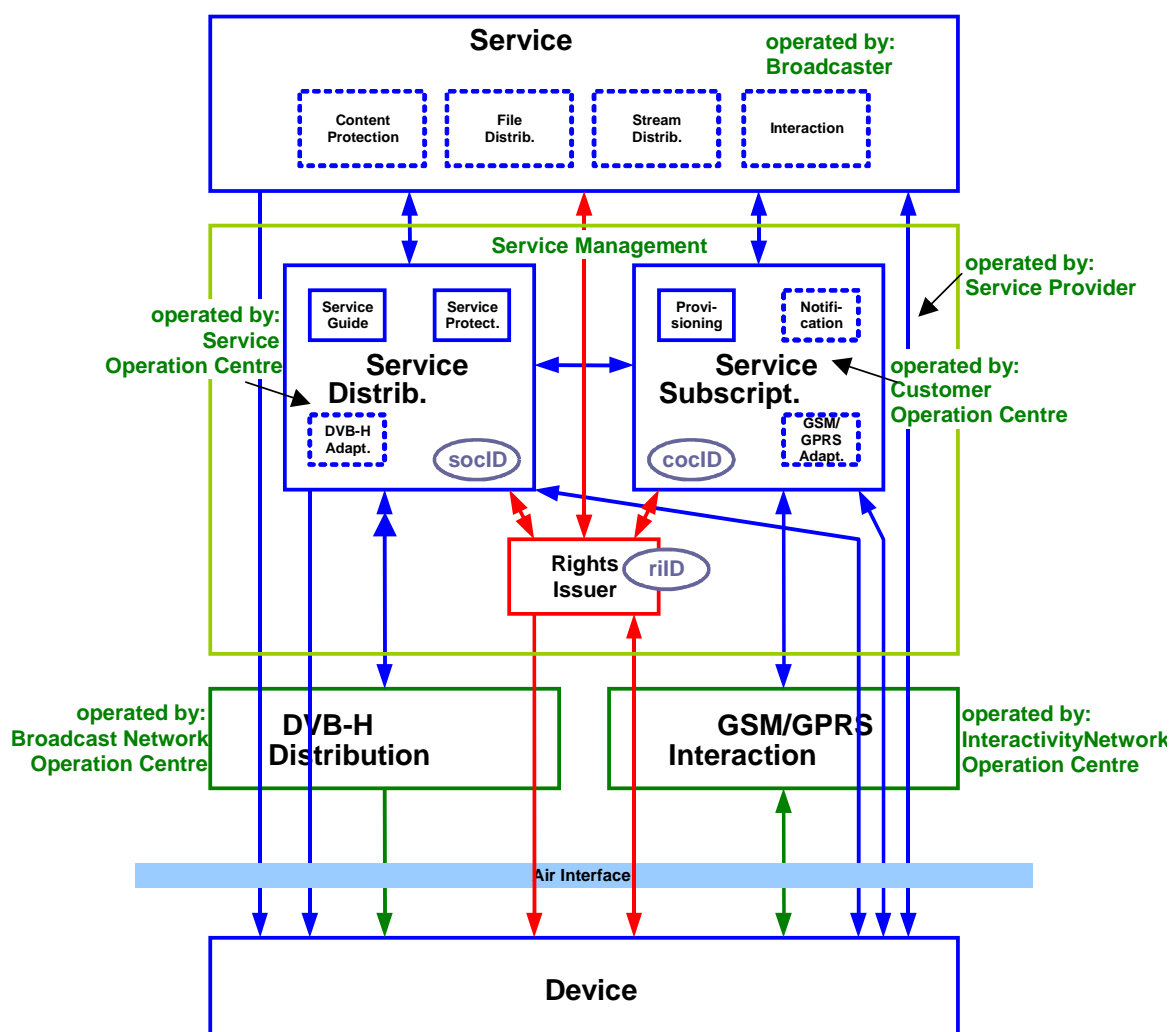 Service
operated by:
Broadcaster
Content
Protection
File
Distrib.
Stream
Distrib.
Interaction
Service Management
operated by:
Service Provider
operated by:
Service
Operation Centre
Service
Guide
Service
Protect.
Service
Distrib.
DVB-H
Adapt.
socID
Provi-
sioning
Notifi-
cation
Service
Subscript.
GSM/
GPRS
Adapt.
cocID
operated by:
Customer
Operation Centre
Rights
Issuer
riID
operated by:
Broadcast Network
Operation Centre
DVB-H
Distribution
GSM/GPRS
Interaction
operated by:
InteractivityNetwork
Operation Centre
Air Interface
Device